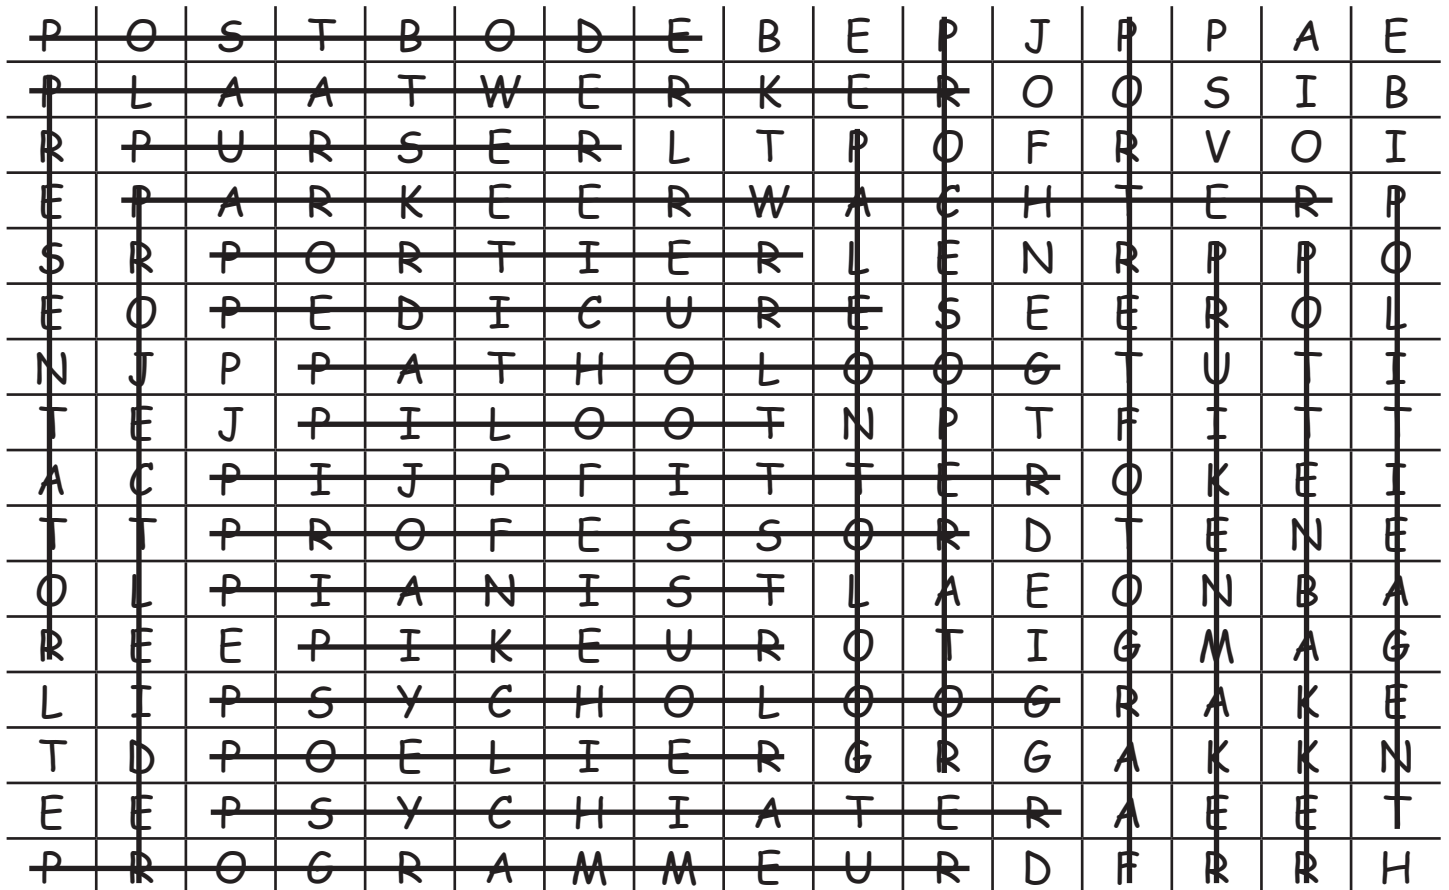 P O S T B O D E B E P J P P A E
P L A A T W E R K E R O O S I B
R P U R S E R L T P O F R V O I
E P A R K E E R W A C H T E R P
S R P O R T I E R L E N R P P O
E O P E D I C U R E S E E R O L
N J P P A T H O L O O G T U T I
T E J P I L O O T N P T F I T T
A C P I J P F I T T E R O K E I
T T P R O F E S S O R D T E N E
O L P I A N I S T L A E O N B A
R E E P I K E U R O T I G M A G
L I P S Y C H O L O O G R A K E
T D P O E L I E R G R G A K K N
E E P S Y C H I A T E R A E E T
P R O G R A M M E U R D F R R H